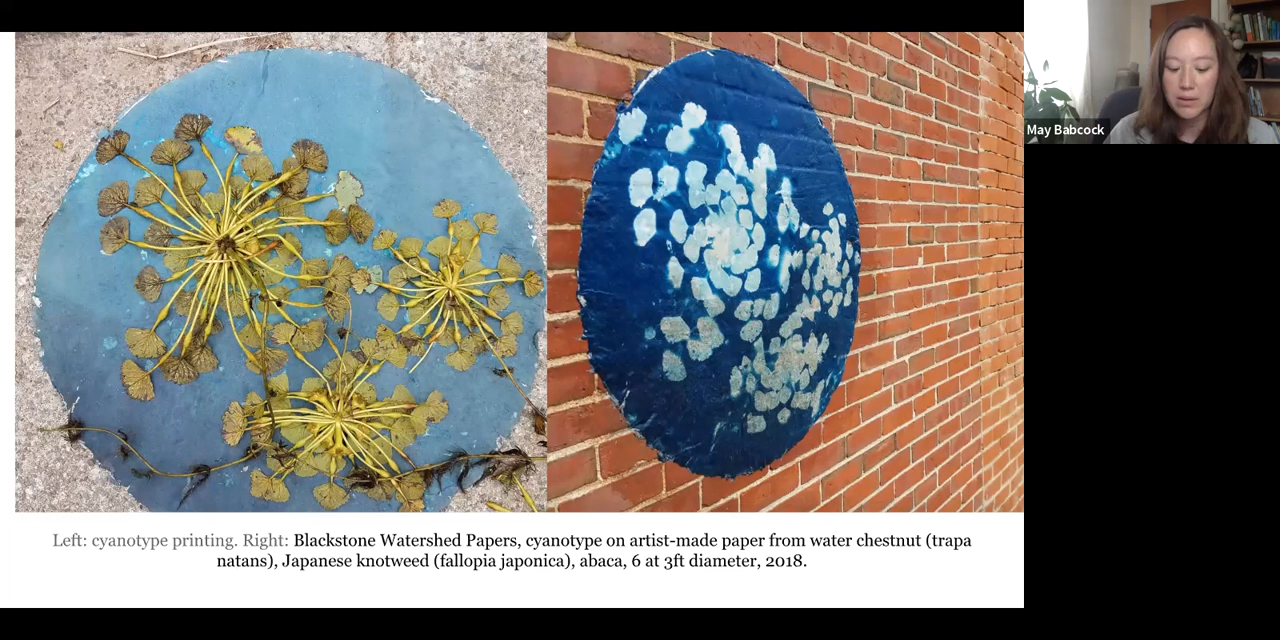 May Babcock
Left: cyanotype printing. Right: Blackstone Watershed Papers, cyanotype on artist-made paper from water chestnut (trapa
natans), Japanese knotweed (fallopia japonica), abaca, 6 at 3ft diameter, 2018.